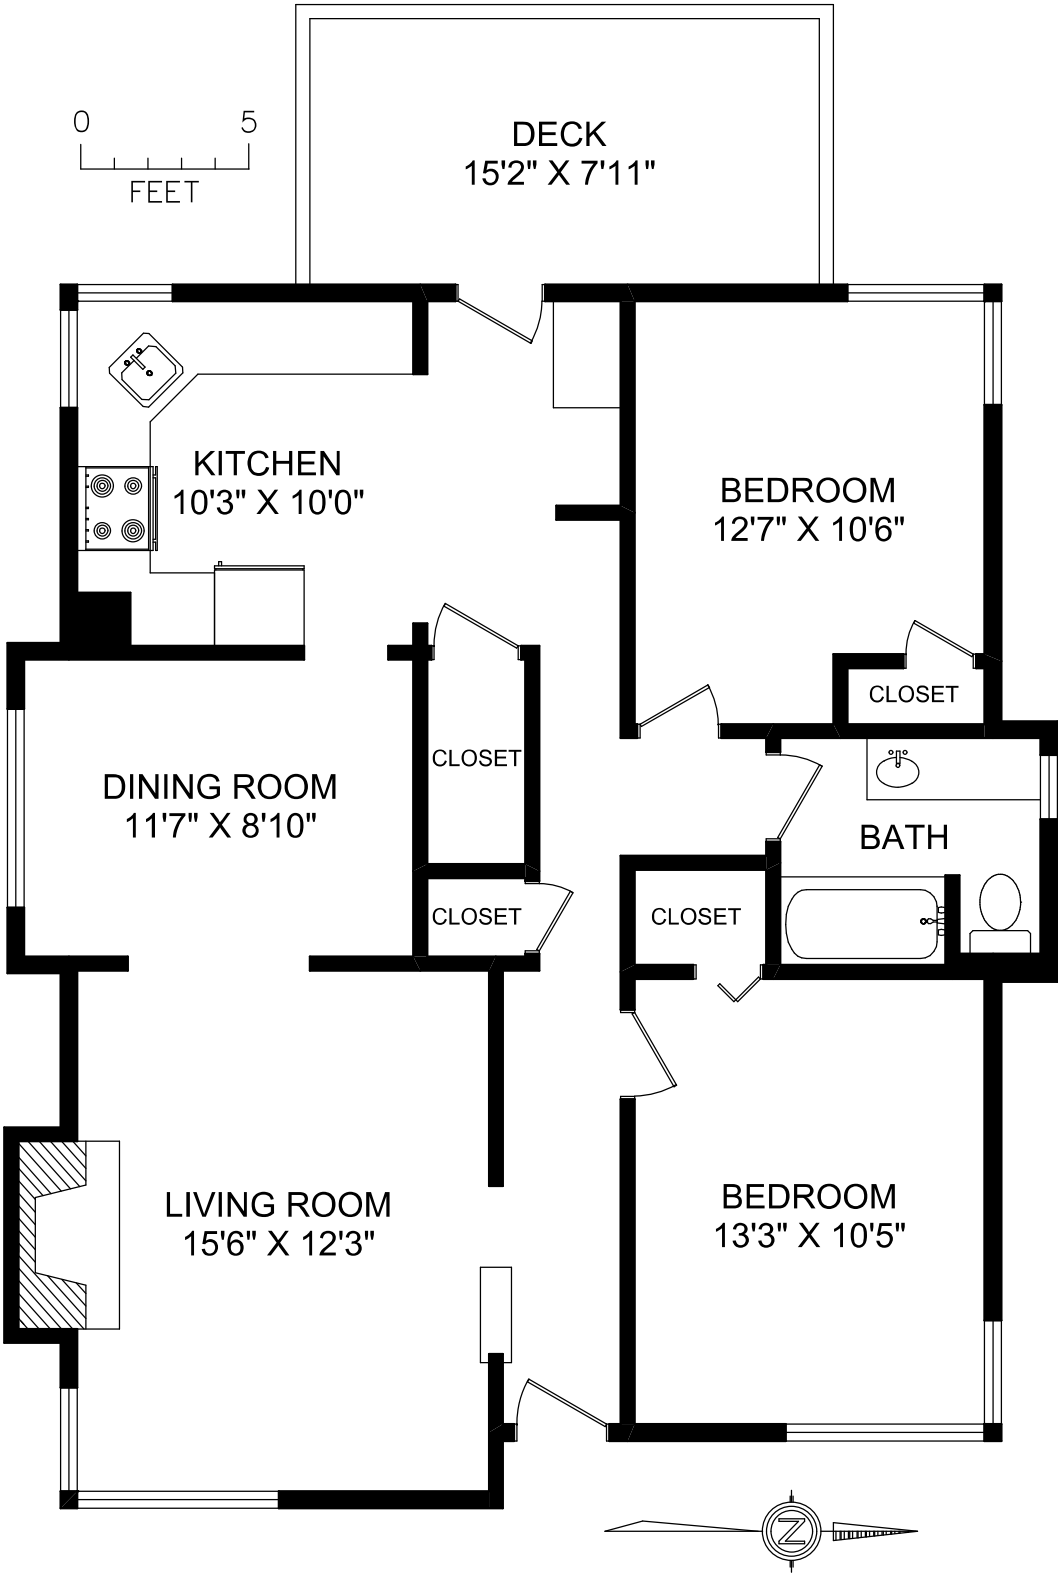 0 5
FEET
DECK
15'2" X 7'11"
KITCHEN
10'3" X 10'0"
BEDROOM
12'7" X 10'6"
CLOSET
CLOSET
DINING ROOM
11'7" X 8'10"
BATH
CLOSET
CLOSET
LIVING ROOM
15'6" X 12'3"
BEDROOM
13'3" X 10'5"
N